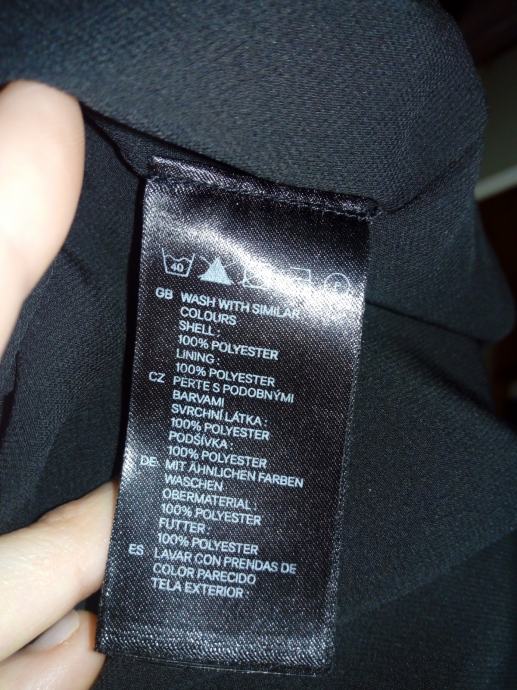 40
GB WASH WITH SIMILAR
COLOURS
SHELL :
100% POLYESTER
LINING :
100% POLYESTER
CZ PERTE S PODOBNÝMI
BARVAMI
SVRCHNÍ LÁTKA :
100% POLYESTER
PODŠÍVKA:
100% POLYESTER
DE MIT ÄHNLICHEN FARBEN
WASCHEN
OBERMATERIAL :
100% POLYESTER
FUTTER :
100% POLYESTER
ES LAVAR CON PRENDAS DE
COLOR PARECIDO
TELA EXTERIOR :